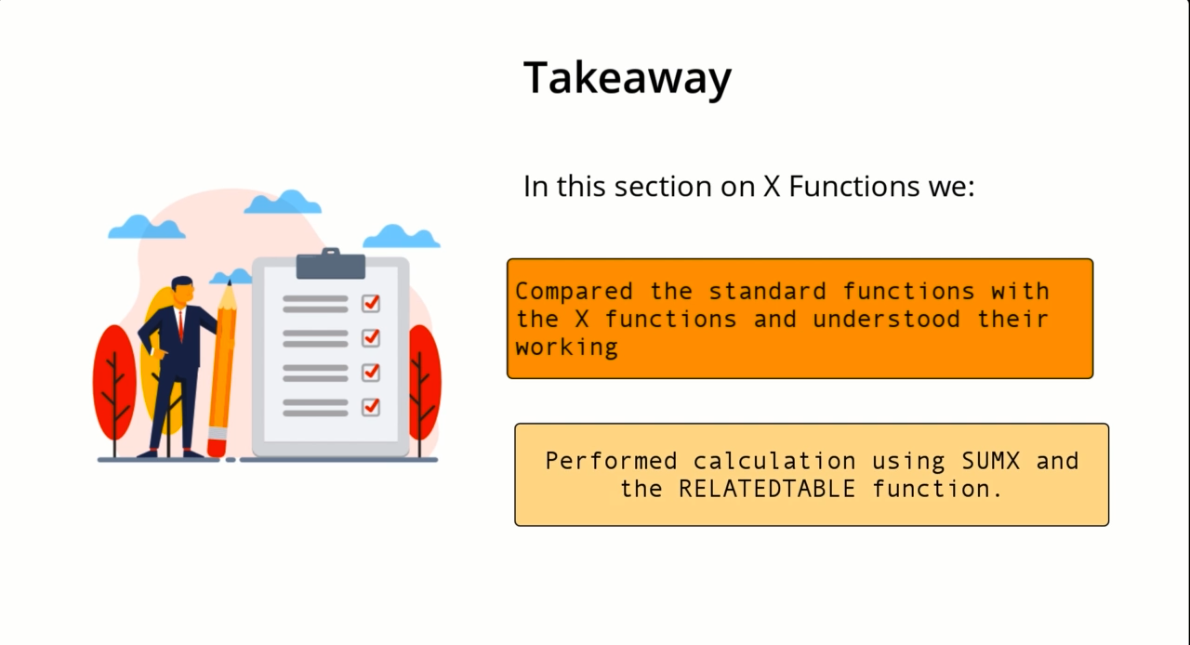 Takeaway
In this section on X Functions we:
Compared the standard functions with
the X functions and understood their
working
Performed calculation using SUMX and
the RELATEDTABLE function.